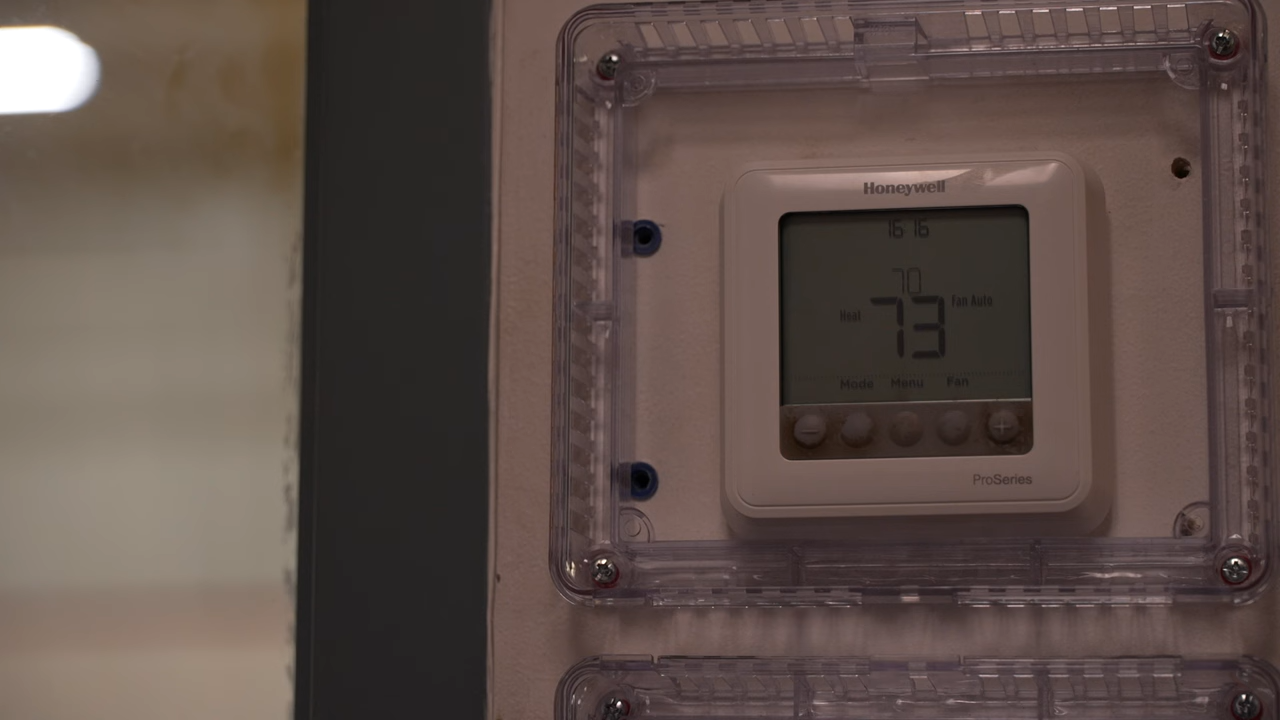 Honeywell
16:16
70
Heat
73
Fan Auto
Mode Menu Fan
ProSeries